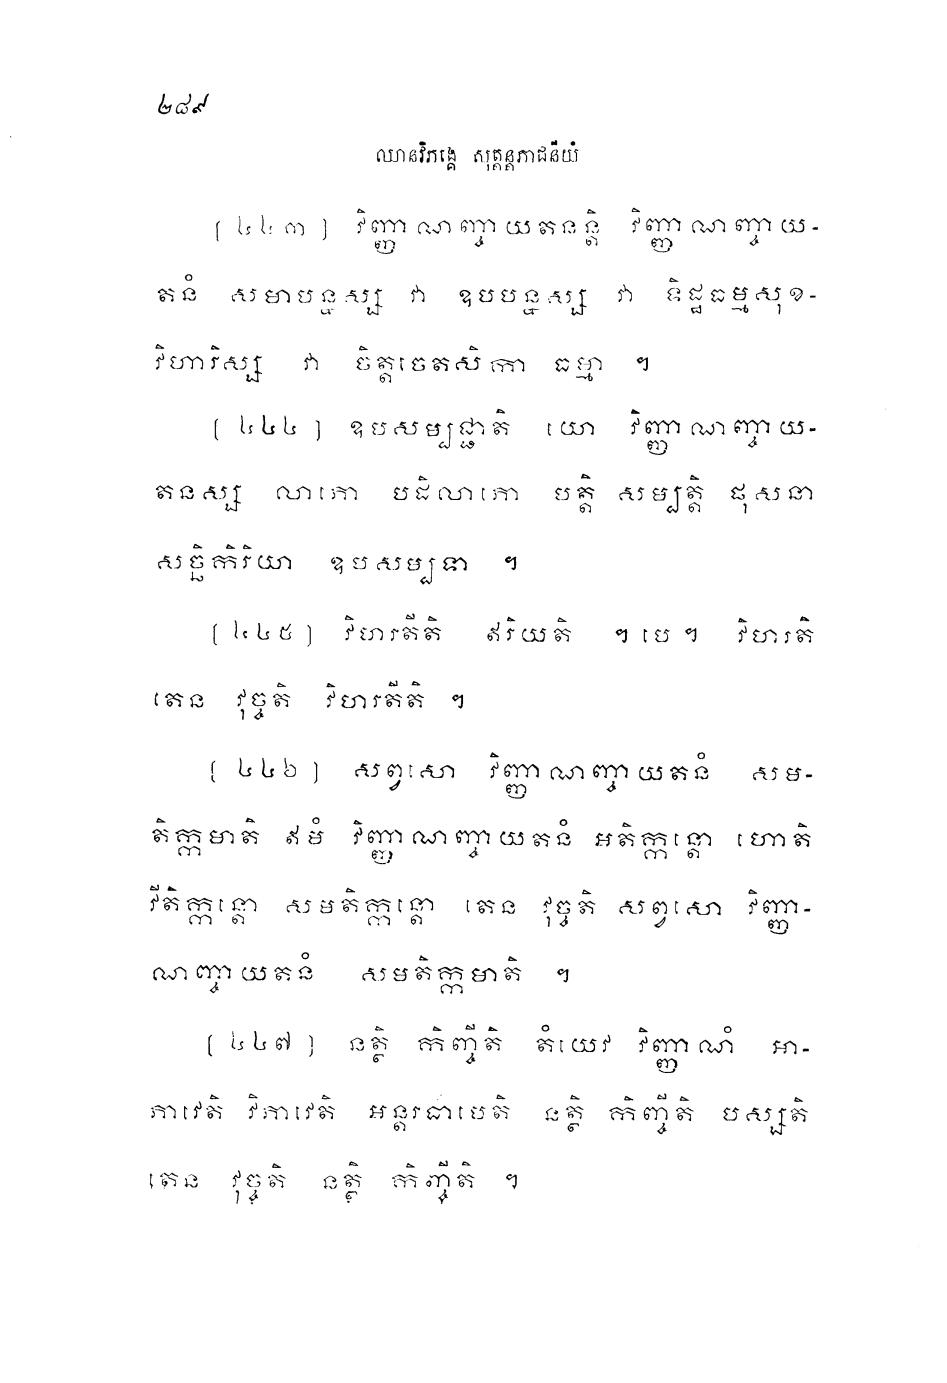 ២៨៩
ឈានវិភង្គេ សុត្តន្តភាជនីយំ
[៤៤៣] វិញ្ញាណញ្ចាយតនន្តិ វិញ្ញាណញ្ចាយ-
តនំ សមាបន្នស្ស វា ឧបបន្នស្ស វា ទិដ្ឋធម្មសុខ-
វិហារិស្ស វា ចិត្តចេតសិកា ធម្មា ។
[៤៤៤] ឧបសម្បជ្ជាតិ យោ វិញ្ញាណញ្ចាយ-
តនស្ស លាភោ បដិលាភោ បត្តិ សម្បត្តិ ផុសនា
សច្ឆិកិរិយា ឧបសម្បទា ។
[៤៤៥] វិហរតីតិ ឥរិយតិ ។ បេ ។ វិហរតិ
តេន វុច្ចតិ វិហរតីតិ ។
[៤៤៦] សព្វសោ វិញ្ញាណញ្ចាយតនំ សម-
តិក្កមាតិ ឥមំ វិញ្ញាណញ្ចាយតនំ អតិក្កន្តោ ហោតិ
វីតិក្កន្តោ សមតិក្កន្តោ តេន វុច្ចតិ សព្វសោ វិញ្ញា-
ណញ្ចាយតនំ សមតិក្កមាតិ ។
[៤៤៧] នត្ថិ កិញ្ចីតិ តំយេវ វិញ្ញាណំ អា-
ភាវេតិ វិភាវេតិ អន្តរធាបេតិ នត្ថិ កិញ្ចីតិ បស្សតិ
តេន វុច្ចតិ នត្ថិ កិញ្ចីតិ ។